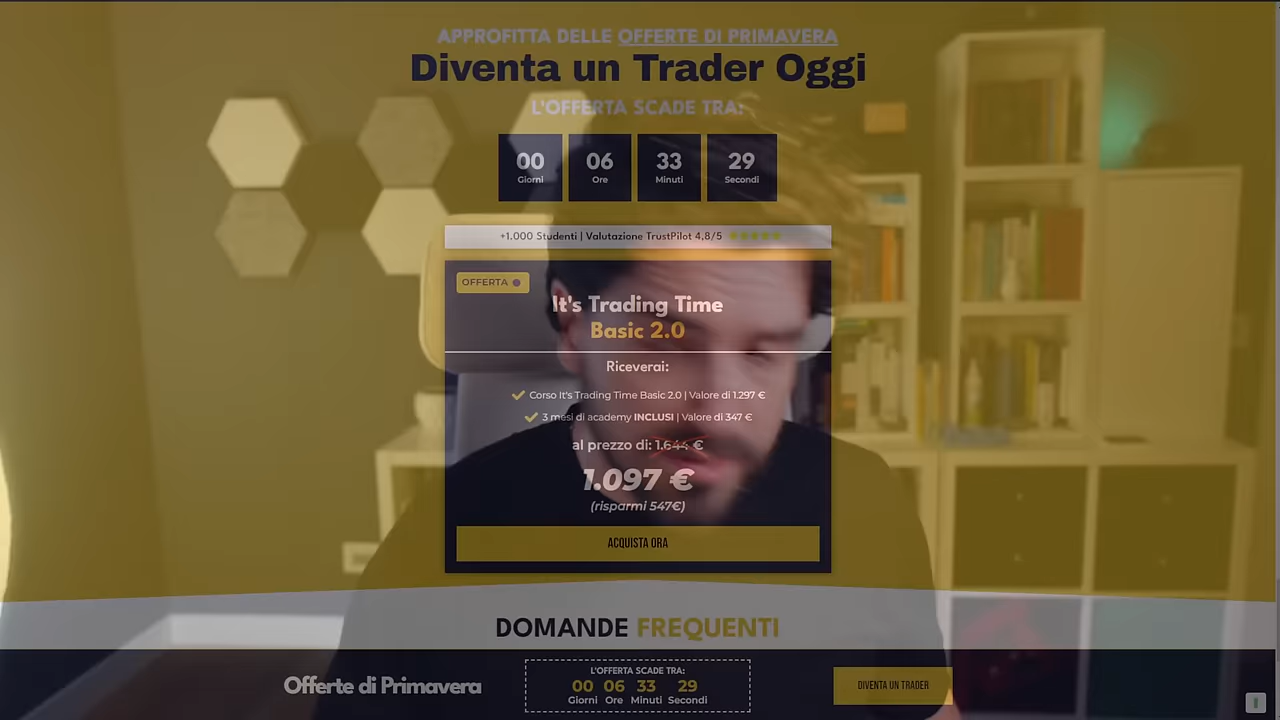 APPROFITTA DELLE OFFERTE DI PRIMAVERA
Diventa un Trader Oggi
L'OFFERTA SCADE TRA:
00 06 33 29
Giorni Ore Minuti Secondi
+1.000 Studenti | Valutazione TrustPilot 4,8/5
OFFERTA
It's Trading Time
Basic 2.0
Riceverai:
Corso It's Trading Time Basic 2.0 | Valore di 1.297 €
3 mesi di academy INCLUSI | Valore di 347 €
al prezzo di: 1.644 €
1.097 €
(risparmi 547€)
ACQUISTA ORA
DOMANDE FREQUENTI
Offerte di Primavera
L'OFFERTA SCADE TRA:
00 06 33 29
Giorni Ore Minuti Secondi
DIVENTA UN TRADER